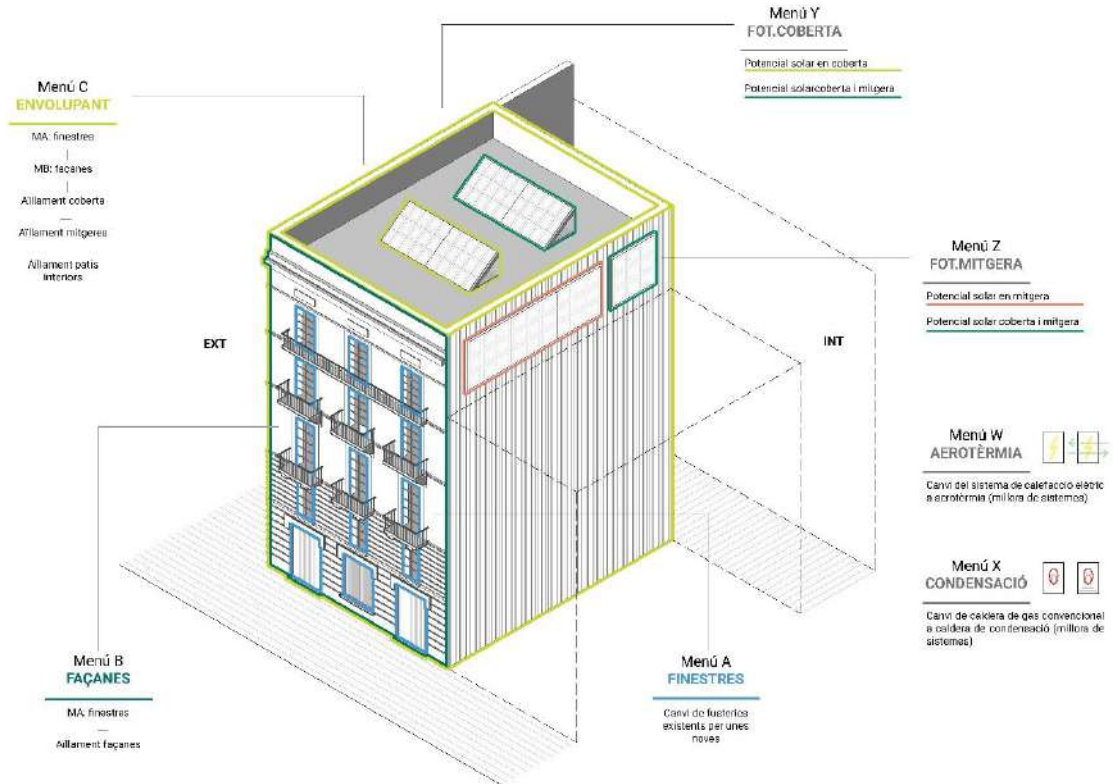 Menú Y
FOT.COBERTA
Potencial solar en coberta
Potencial solarcoberta i mitgera
Menú C
ENVOLUPANT
MA: finestres
MB: façanes
Aïllament coberta
Aïllament mitgeres
Aïllament patis
interiors
Menú Z
FOT.MITGERA
Potencial solar en mitgera
Potencial solar coberta i mitgera
EXT
INT
Menú W
AEROTÈRMIA
Canvi del sistema de calefacció elètric
a aerotèrmia (millora de sistemes)
Menú X
CONDENSACIÓ
Canvi de caldera de gas convencional
a caldera de condensació (millora de
sistemes)
Menú B
FAÇANES
MA: finestres
Aïllament façanes
Menú A
FINESTRES
Canvi de fusteries
existents per unes
noves